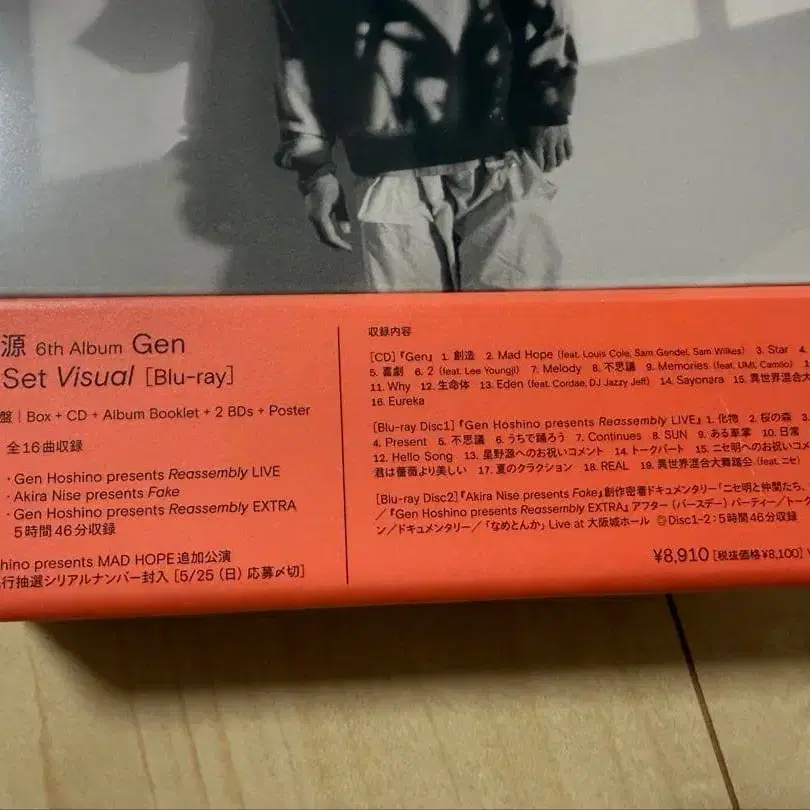 源 6th Album Gen
Set Visual [Blu-ray]
盤｜Box + CD + Album Booklet + 2 BDs + Poster
全16曲収録
・Gen Hoshino presents Reassembly LIVE
・Akira Nise presents Fake
・Gen Hoshino presents Reassembly EXTRA
5時間46分収録
hino presents MAD HOPE 追加公演
行抽選シリアルナンバー封入 [5/25（日）応募〆切]
収録内容
[CD]『Gen』 1. 創造 2. Mad Hope (feat. Louis Cole, Sam Gendel, Sam Wilkes) 3. Star 4.
5. 喜劇 6. 2 (feat. Lee Youngji) 7. Melody 8. 不思議 9. Memories (feat. UMI, Camilo) 1
11. Why 12. 生命体 13. Eden (feat. Cordae, DJ Jazzy Jeff) 14. Sayonara 15. 異世界混合大
16. Eureka
[Blu-ray Disc1]『Gen Hoshino presents Reassembly LIVE』 1. 化物 2. 桜の森 3.
4. Present 5. 不思議 6. うちで踊ろう 7. Continues 8. SUN 9. ある車掌 10. 日常
12. Hello Song 13. 星野源へのお祝いコメント 14. トークパート 15. ニセ明へのお祝いコメ
君は薔薇より美しい 17. 夏のクラクション 18. REAL 19. 異世界混合大舞踏会 (feat. ニセ
[Blu-ray Disc2]『Akira Nise presents Fake』創作密着ドキュメンタリー「ニセ明と仲間たち、
／『Gen Hoshino presents Reassembly EXTRA』アフター（バースデー）パーティー／トーク
ン／ドキュメンタリー／「なめとんか」Live at 大阪城ホール ◎Disc1-2：5時間46分収録
¥8,910 [税抜価格¥8,100]